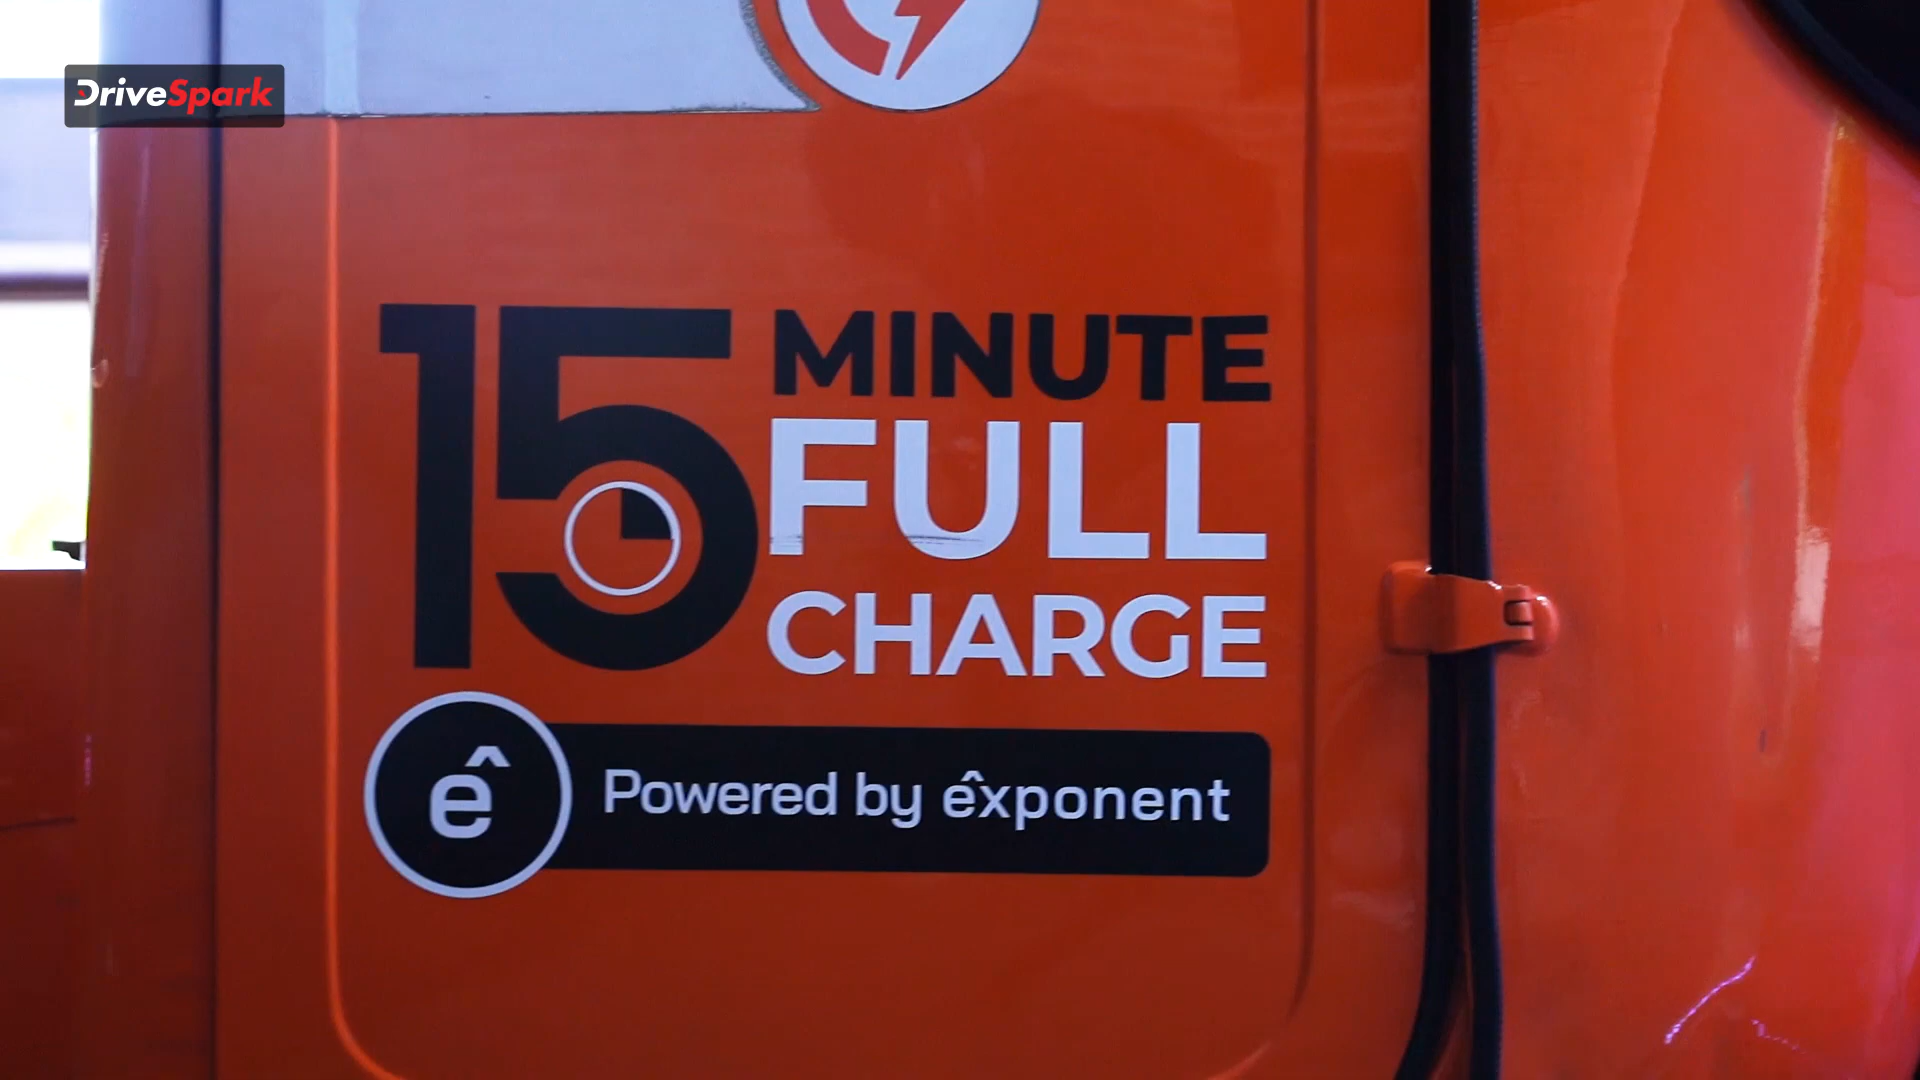 DriveSpark
15 MINUTE
FULL
CHARGE
ê Powered by êxponent